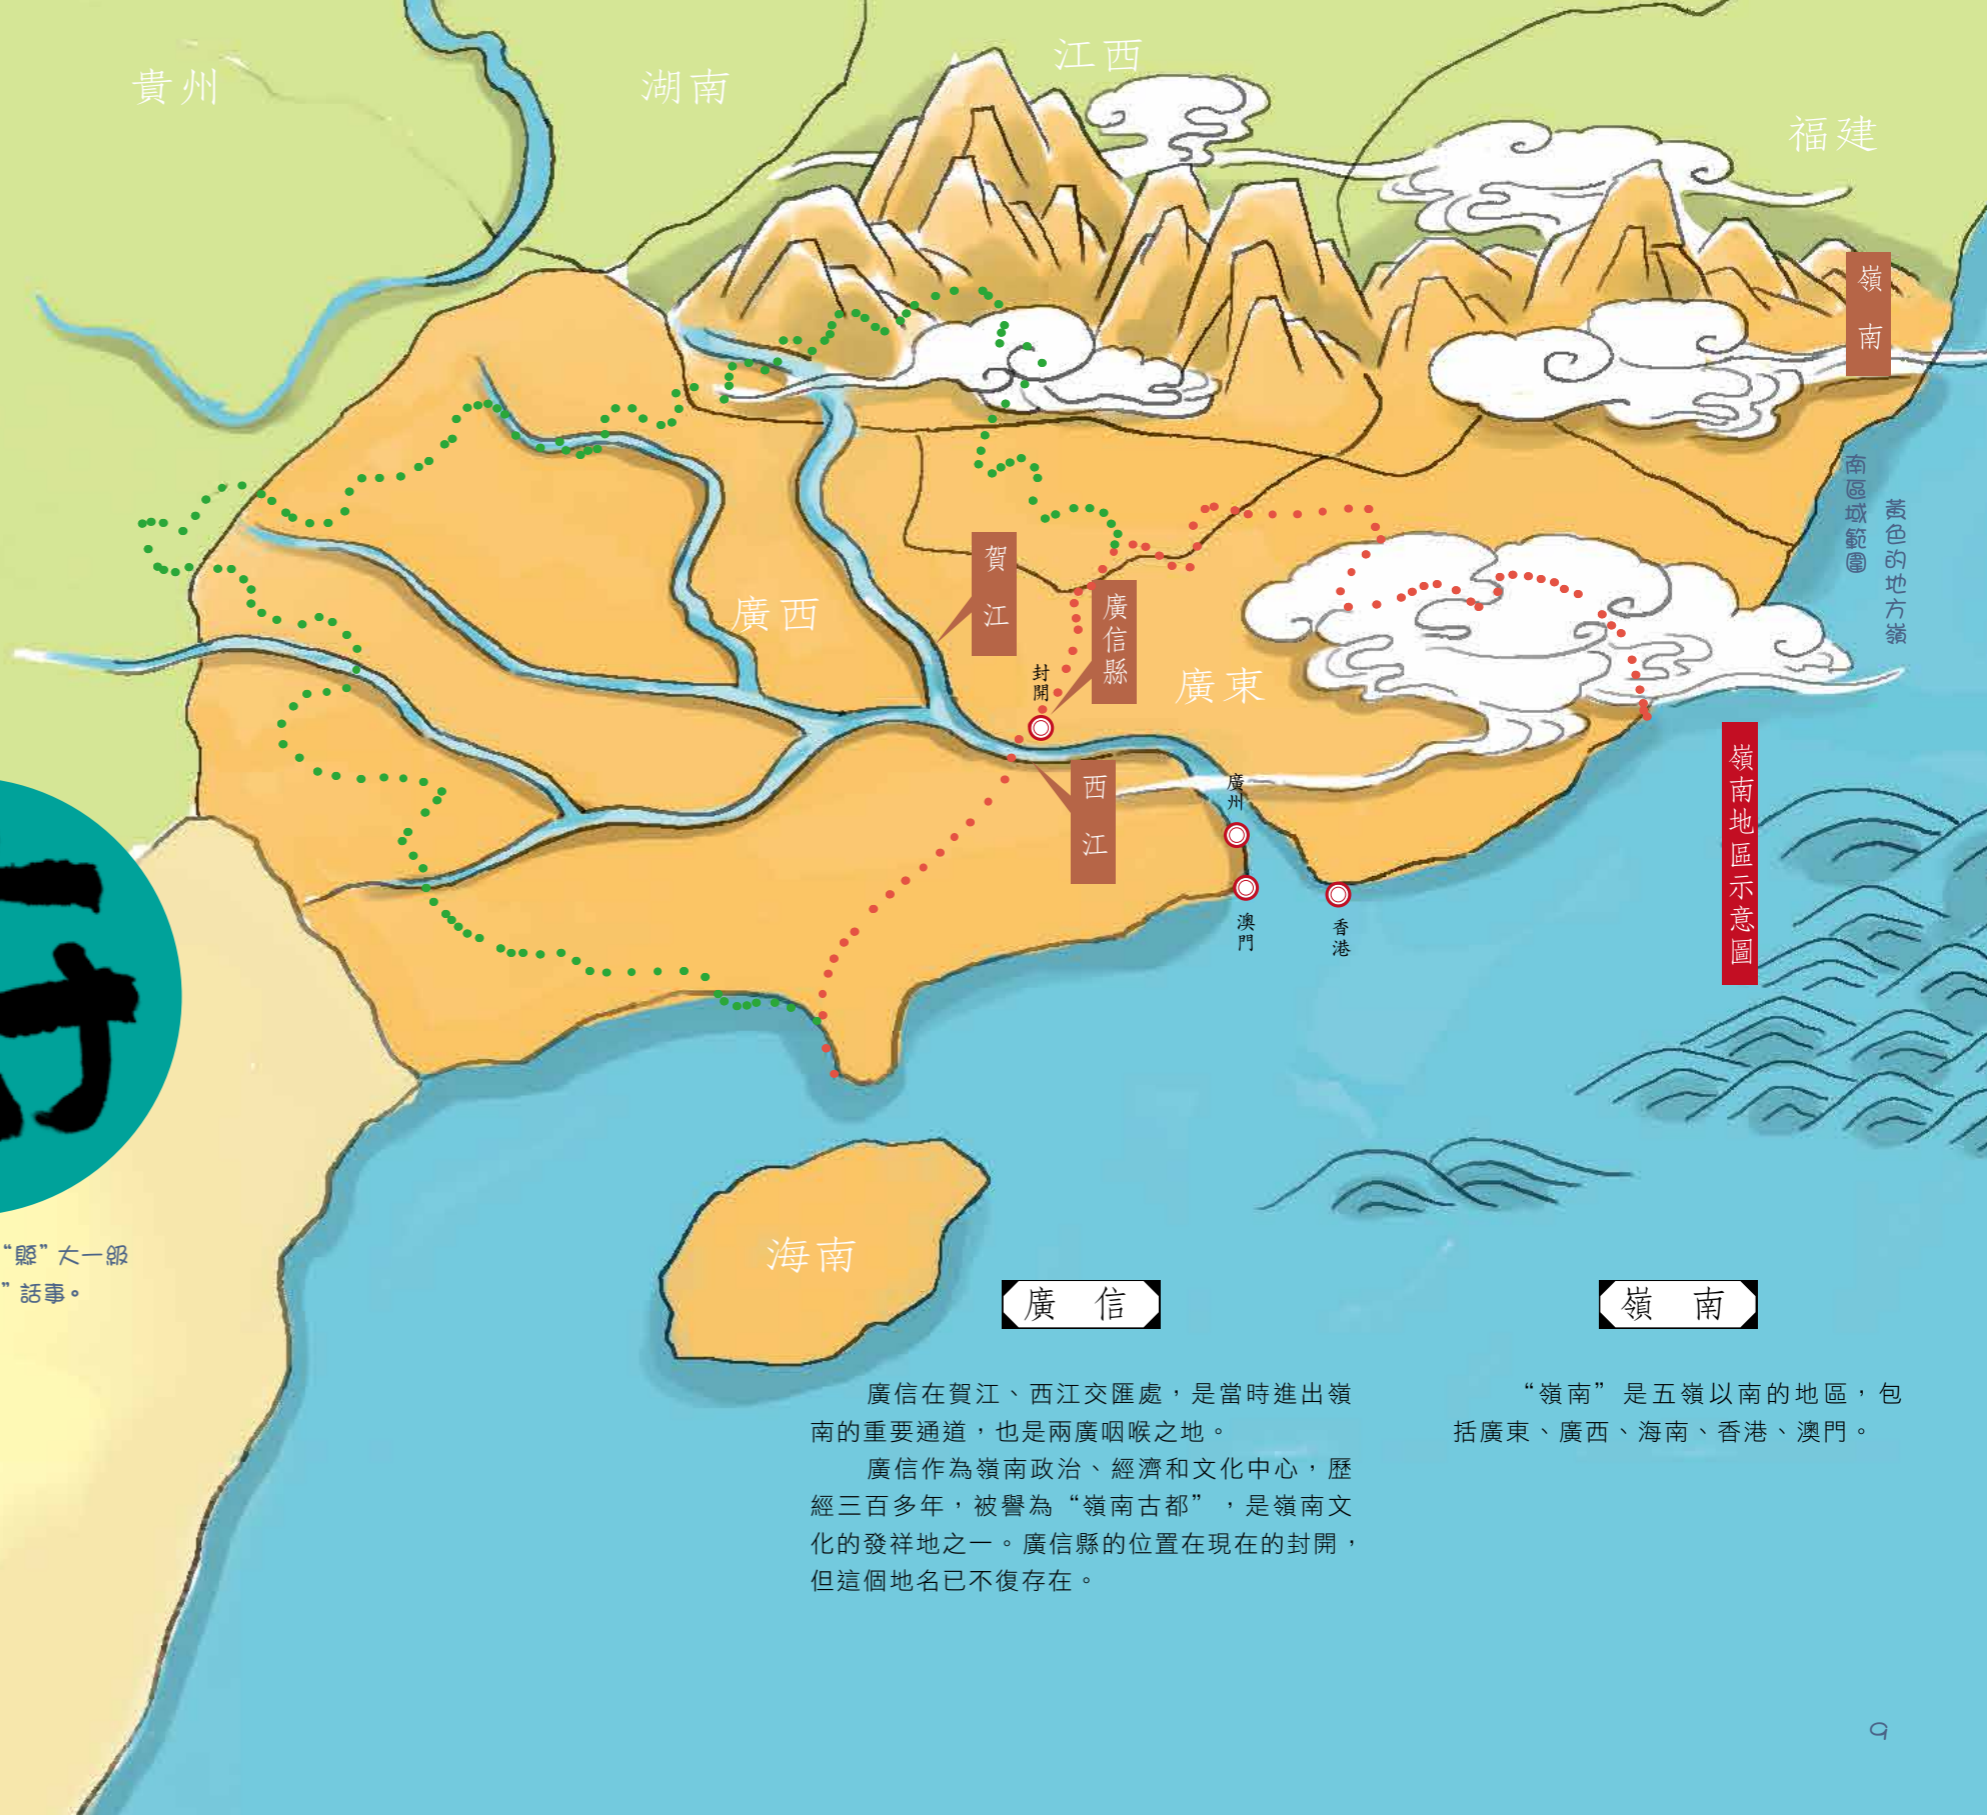 貴州
湖南
江西
福建
嶺南
黃色的地方嶺
南區域範圍
賀江
廣信縣
廣西
封開
廣東
西江
廣州
澳門
香港
嶺南地區示意圖
海南
“縣”大一級
”話事。
廣 信
廣信在賀江、西江交匯處，是當時進出嶺
南的重要通道，也是兩廣咽喉之地。
廣信作為嶺南政治、經濟和文化中心，歷
經三百多年，被譽為“嶺南古都”，是嶺南文
化的發祥地之一。廣信縣的位置在現在的封開，
但這個地名已不復存在。
嶺 南
“嶺南”是五嶺以南的地區，包
括廣東、廣西、海南、香港、澳門。
9